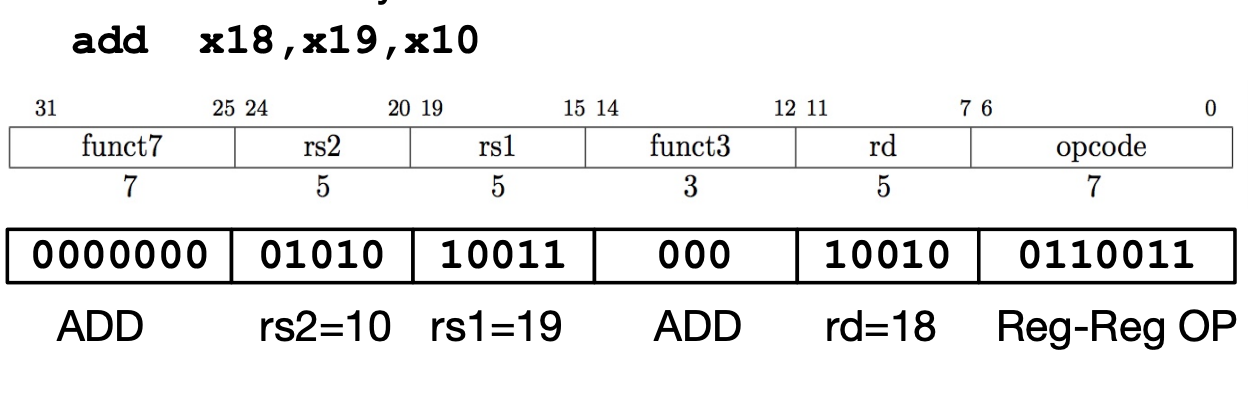 add x18,x19,x10
31 25 24 20 19 15 14 12 11 7 6 0
funct7 rs2 rs1 funct3 rd opcode
7 5 5 3 5 7
0000000 01010 10011 000 10010 0110011
ADD rs2=10 rs1=19 ADD rd=18 Reg-Reg OP